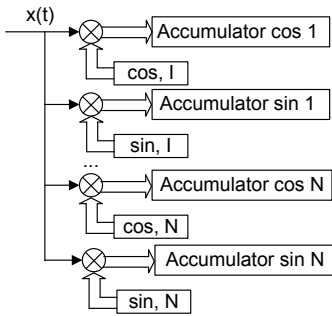 x(t)
Accumulator cos 1
cos, I
Accumulator sin 1
sin, I
...
Accumulator cos N
cos, N
Accumulator sin N
sin, N